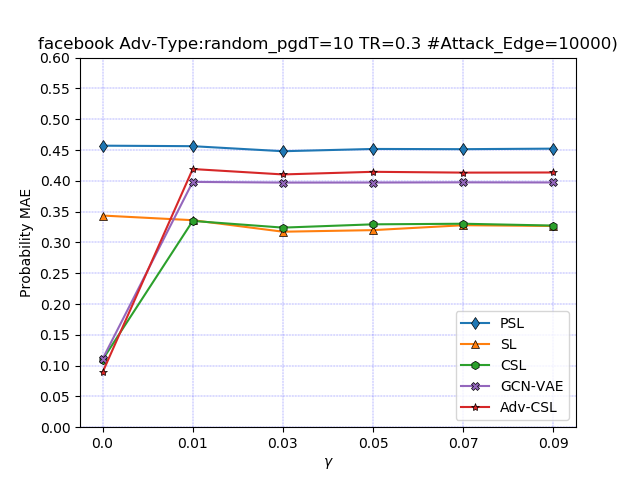 facebook Adv-Type:random_pgdT=10 TR=0.3 #Attack_Edge=10000)
0.60
0.55
0.50
0.45
0.40
0.35
0.30
0.25
0.20
0.15
0.10
0.05
0.00
Probability MAE
0.0 0.01 0.03 0.05 0.07 0.09
γ
PSL
SL
CSL
GCN-VAE
Adv-CSL